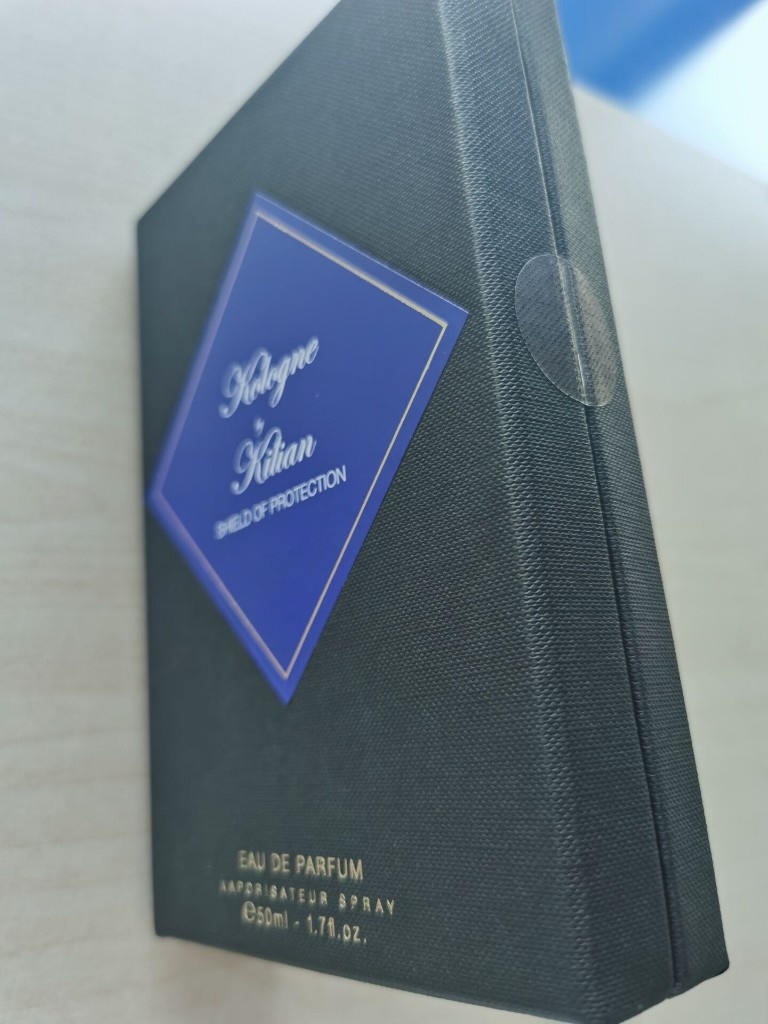 Kologne
by
Kilian
SHIELD OF PROTECTION
EAU DE PARFUM
VAPORISATEUR SPRAY
℮50ml - 1.7fl.oz.